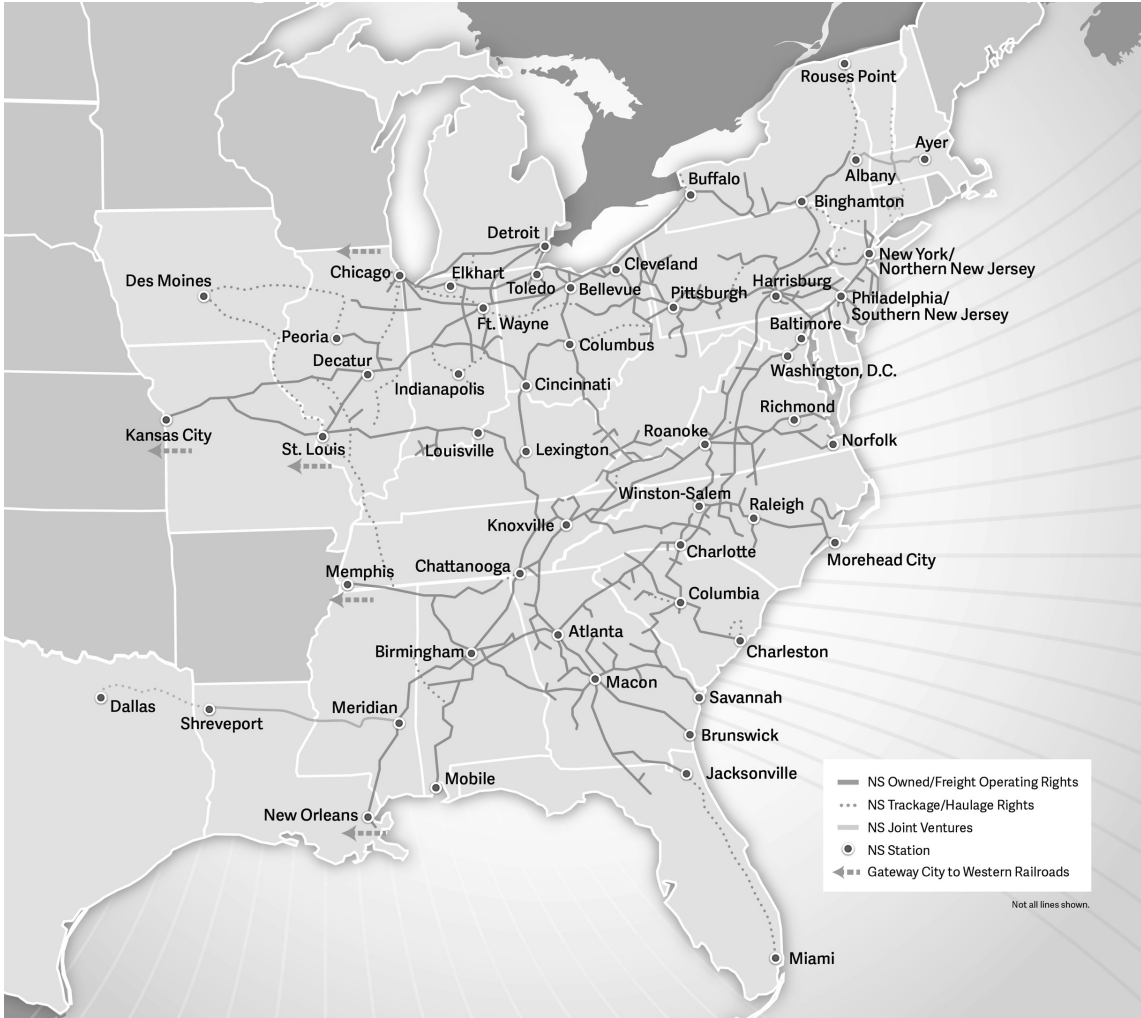 Rouses Point
Ayer
Albany
Buffalo
Binghamton
Detroit
New York/
Northern New Jersey
Chicago
Elkhart
Cleveland
Des Moines
Toledo
Bellevue
Harrisburg
Pittsburgh
Philadelphia/
Southern New Jersey
Ft. Wayne
Baltimore
Peoria
Columbus
Decatur
Washington, D.C.
Indianapolis
Cincinnati
Richmond
Kansas City
Roanoke
Norfolk
St. Louis
Louisville
Lexington
Winston-Salem
Raleigh
Knoxville
Charlotte
Morehead City
Chattanooga
Memphis
Columbia
Atlanta
Birmingham
Charleston
Macon
Savannah
Dallas
Meridian
Shreveport
Brunswick
Jacksonville
Mobile
New Orleans
NS Owned/Freight Operating Rights
NS Trackage/Haulage Rights
NS Joint Ventures
NS Station
Gateway City to Western Railroads
Not all lines shown.
Miami